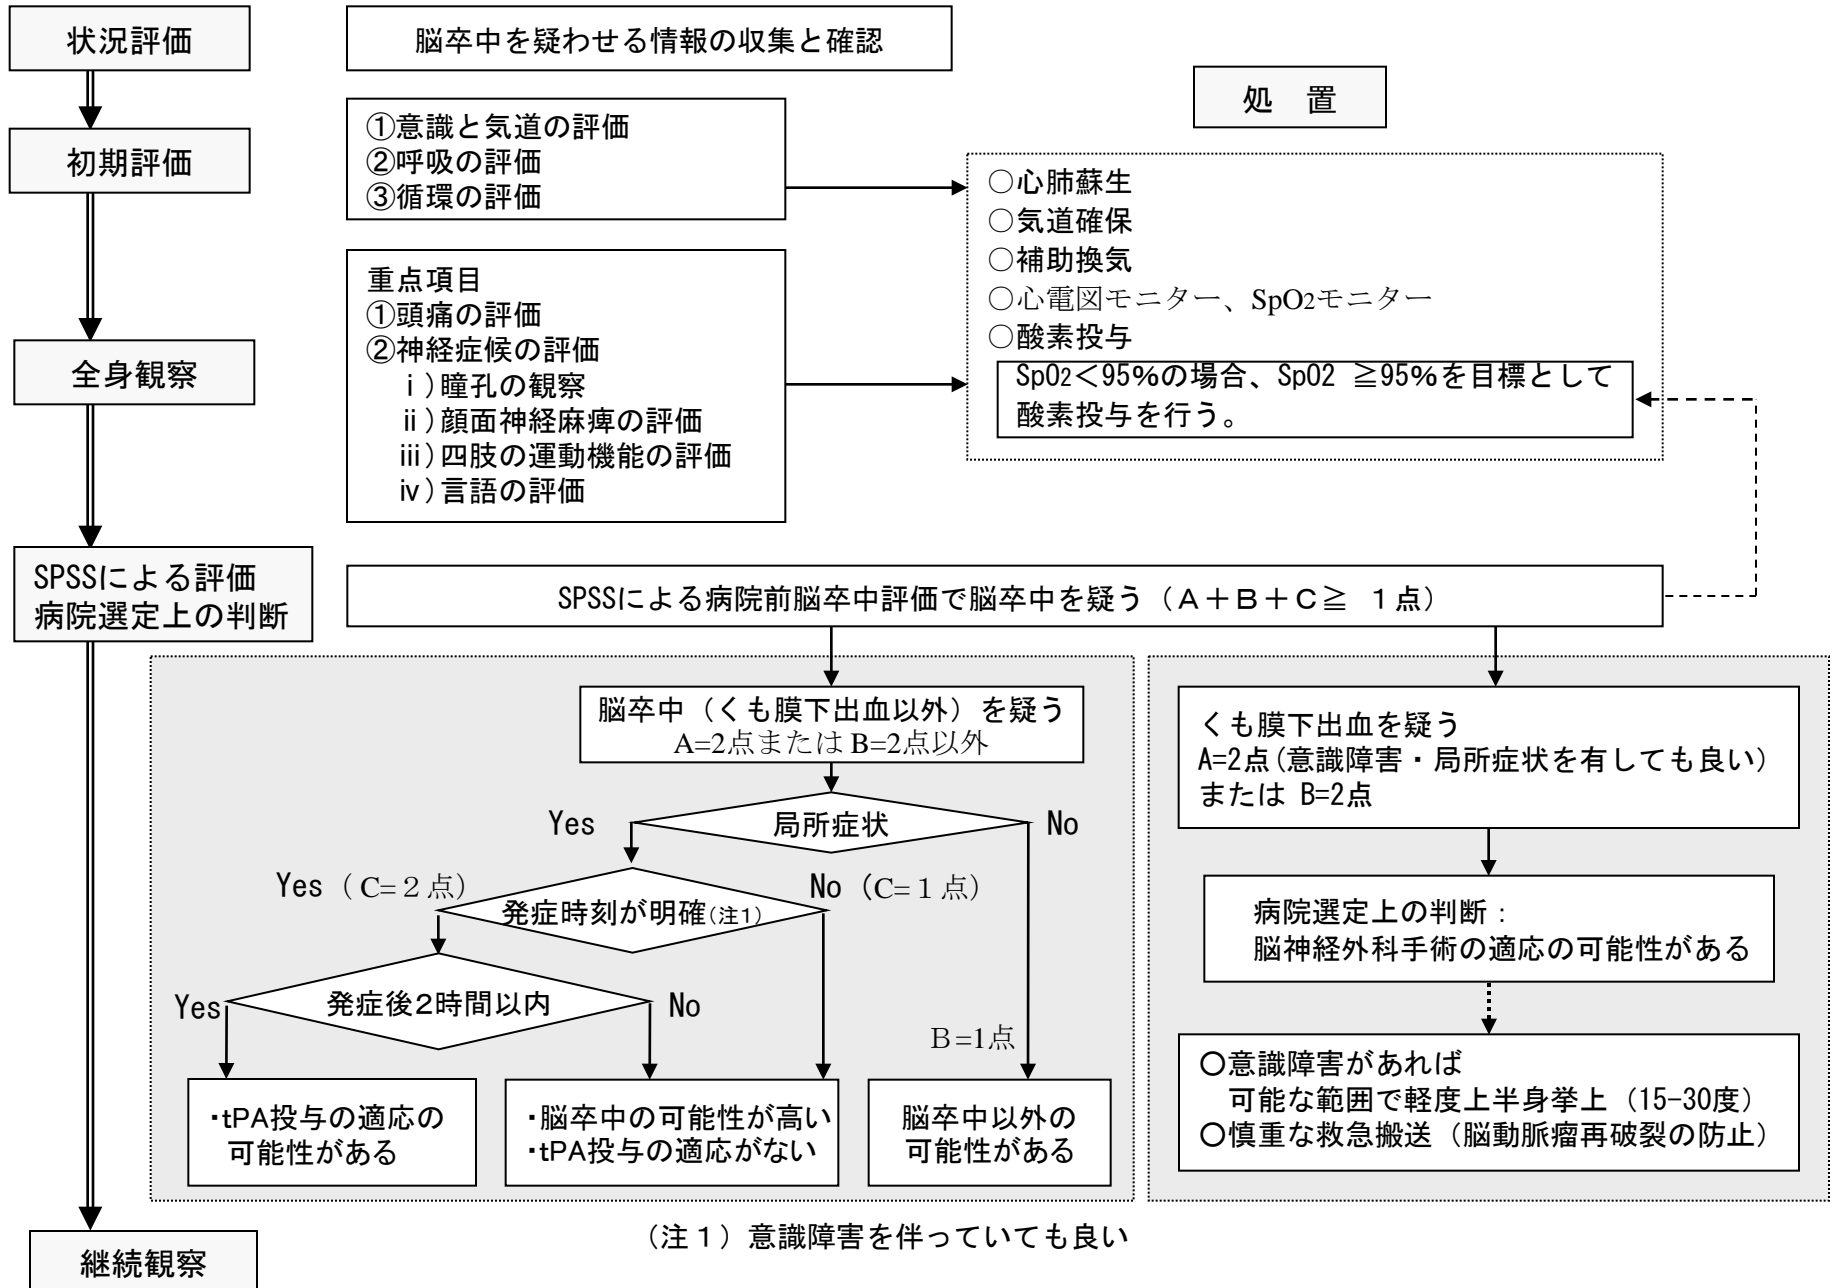 状況評価
脳卒中を疑わせる情報の収集と確認
処　置
初期評価
①意識と気道の評価
②呼吸の評価
③循環の評価
○心肺蘇生
○気道確保
○補助換気
○心電図モニター、SpO2モニター
○酸素投与
SpO2＜95%の場合、SpO2 ≧95%を目標として
酸素投与を行う。
全身観察
重点項目
①頭痛の評価
②神経症候の評価
ⅰ)瞳孔の観察
ⅱ)顔面神経麻痺の評価
ⅲ)四肢の運動機能の評価
ⅳ)言語の評価
SPSSによる評価
病院選定上の判断
SPSSによる病院前脳卒中評価で脳卒中を疑う（Ａ＋Ｂ＋Ｃ≧ １点）
脳卒中（くも膜下出血以外）を疑う
A=2点または B=2点以外
局所症状
Yes
No
Yes（ C=２点）
No（C=１点）
発症時刻が明確(注1)
発症後2時間以内
Yes
No
Ｂ=1点
・tPA投与の適応の
可能性がある
・脳卒中の可能性が高い
・tPA投与の適応がない
脳卒中以外の
可能性がある
くも膜下出血を疑う
A=2点(意識障害・局所症状を有しても良い)
または B=2点
病院選定上の判断：
脳神経外科手術の適応の可能性がある
○意識障害があれば
可能な範囲で軽度上半身挙上（15-30度）
○慎重な救急搬送（脳動脈瘤再破裂の防止）
（注１）意識障害を伴っていても良い
継続観察